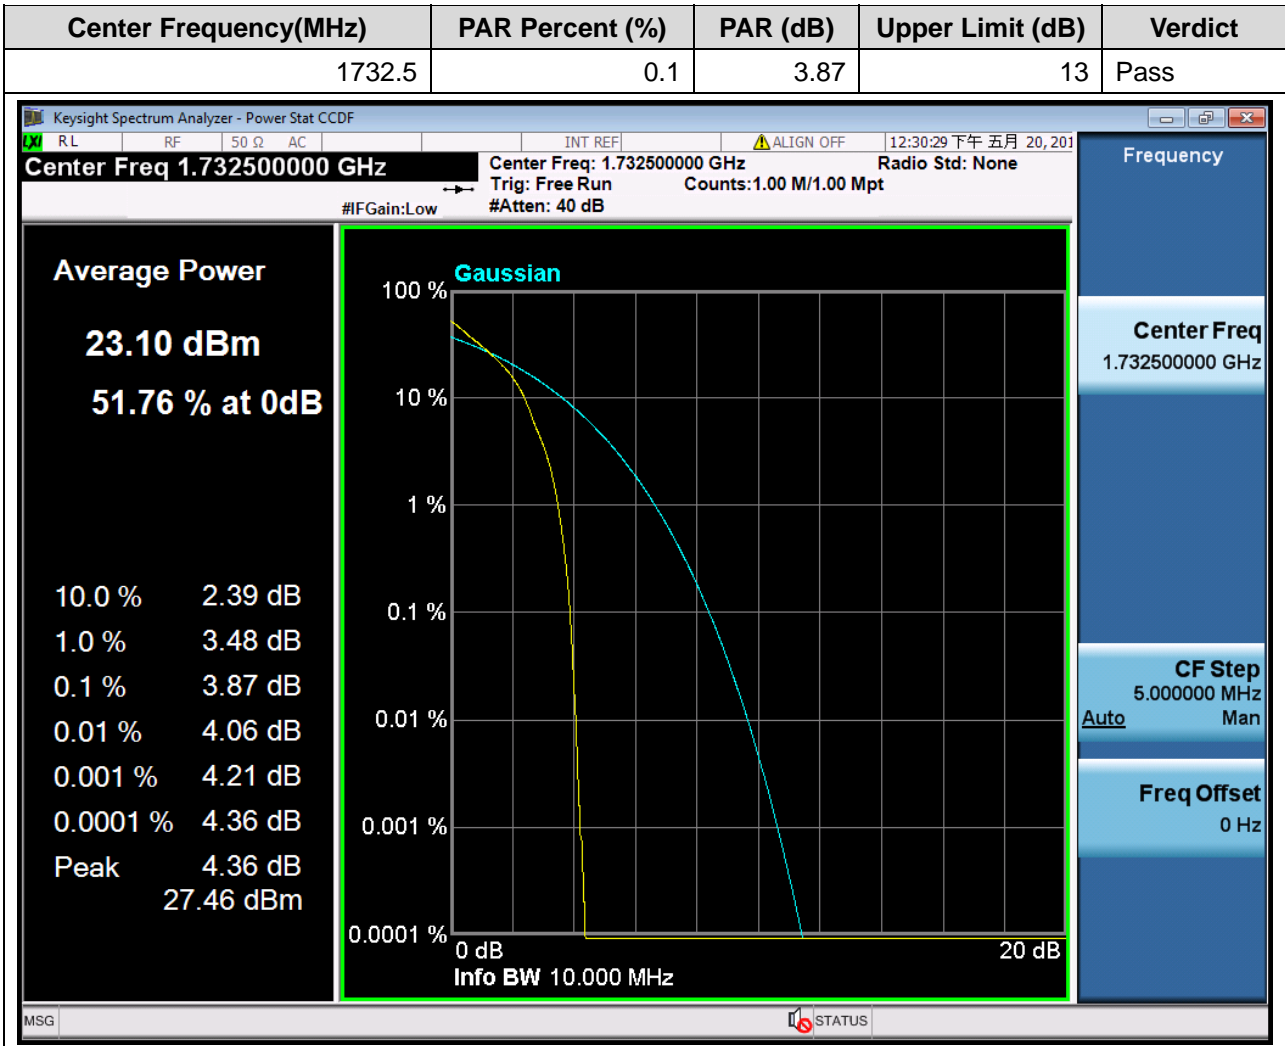 Center Frequency(MHz) PAR Percent (%) PAR (dB) Upper Limit (dB) Verdict
1732.5 0.1 3.87 13 Pass
Keysight Spectrum Analyzer - Power Stat CCDF
LXI RL RF 50 Ω AC INT REF ALIGN OFF 12:30:29 下午 五月 20, 201
Center Freq 1.732500000 GHz
Center Freq: 1.732500000 GHz Radio Std: None
Trig: Free Run Counts:1.00 M/1.00 Mpt
#IFGain:Low #Atten: 40 dB
Frequency
Average Power
23.10 dBm
51.76 % at 0dB
10.0 % 2.39 dB
1.0 % 3.48 dB
0.1 % 3.87 dB
0.01 % 4.06 dB
0.001 % 4.21 dB
0.0001 % 4.36 dB
Peak 4.36 dB
27.46 dBm
Gaussian
100 %
10 %
1 %
0.1 %
0.01 %
0.001 %
0.0001 %
0 dB 20 dB
Info BW 10.000 MHz
Center Freq
1.732500000 GHz
CF Step
5.000000 MHz
Auto Man
Freq Offset
0 Hz
MSG STATUS